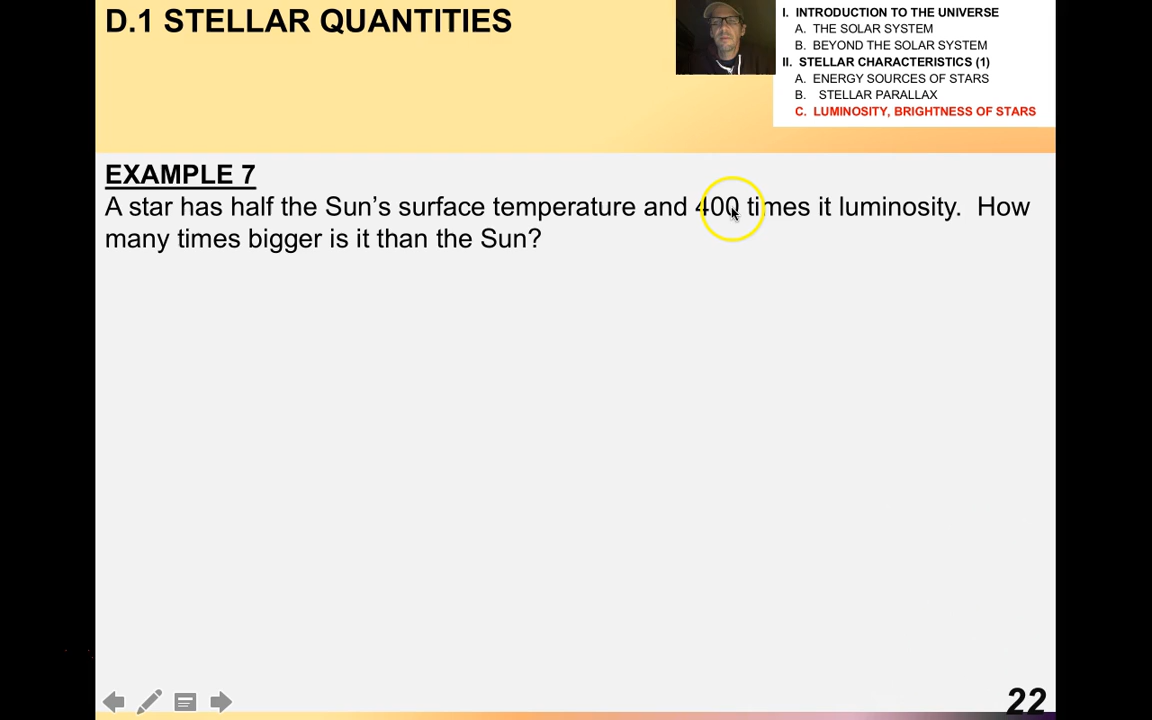 D.1 STELLAR QUANTITIES
I. INTRODUCTION TO THE UNIVERSE
A. THE SOLAR SYSTEM
B. BEYOND THE SOLAR SYSTEM
II. STELLAR CHARACTERISTICS (1)
A. ENERGY SOURCES OF STARS
B. STELLAR PARALLAX
C. LUMINOSITY, BRIGHTNESS OF STARS
EXAMPLE 7
A star has half the Sun’s surface temperature and 400 times it luminosity. How
many times bigger is it than the Sun?
22